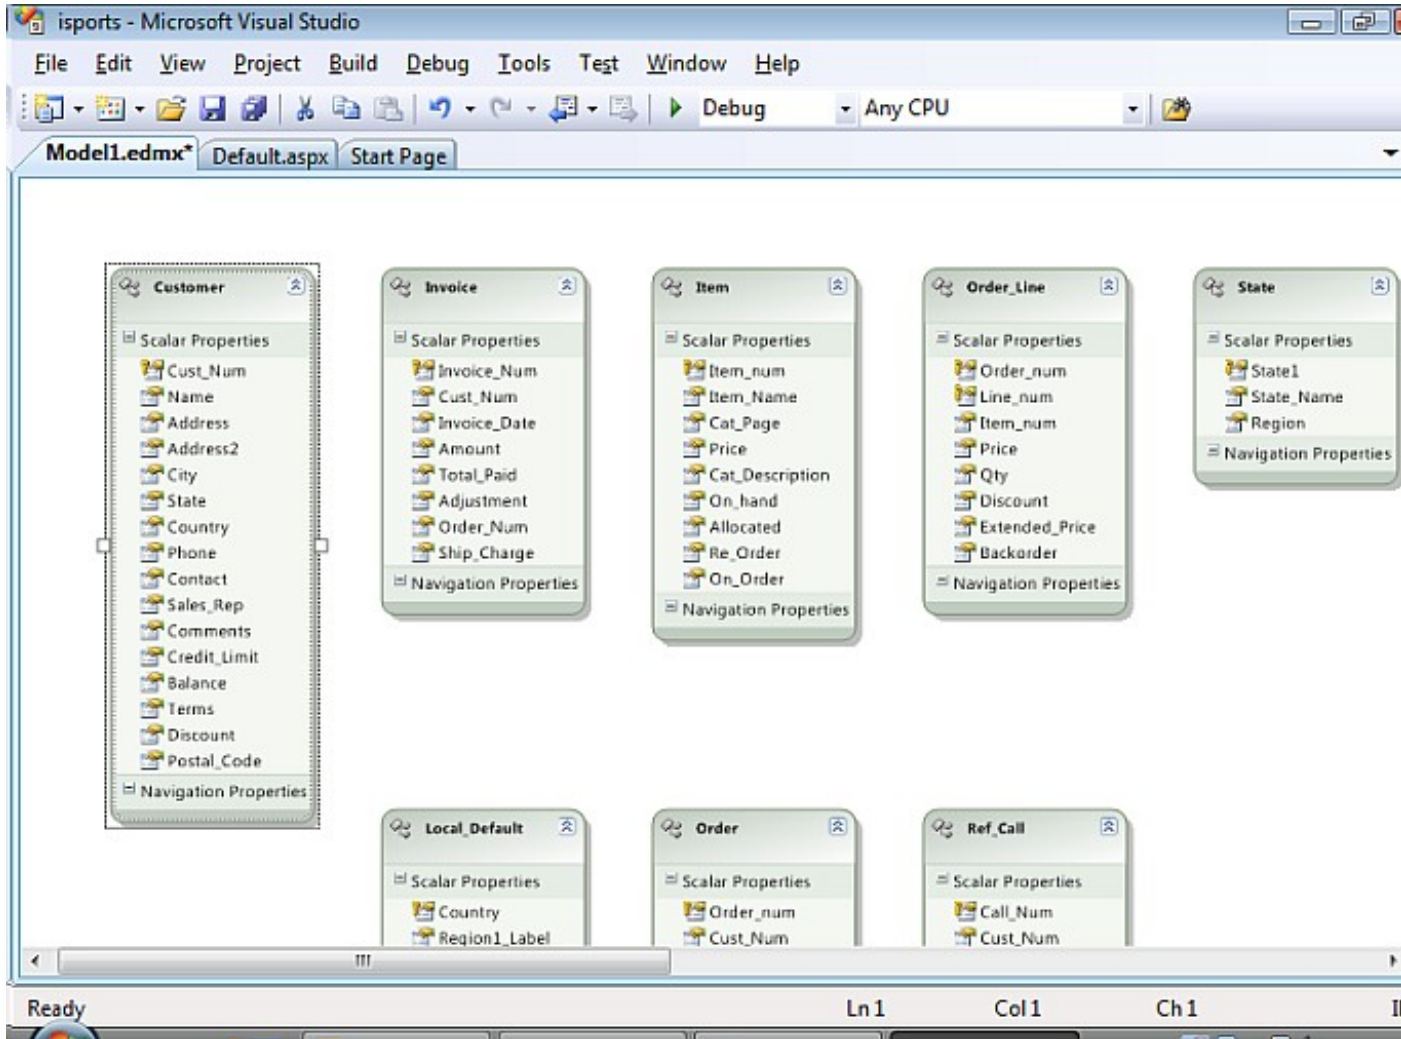 isports - Microsoft Visual Studio
File Edit View Project Build Debug Tools Test Window Help
Debug Any CPU
Model1.edmx* Default.aspx Start Page
Customer
Scalar Properties
Cust_Num
Name
Address
Address2
City
State
Country
Phone
Contact
Sales_Rep
Comments
Credit_Limit
Balance
Terms
Discount
Postal_Code
Navigation Properties
Invoice
Scalar Properties
Invoice_Num
Cust_Num
Invoice_Date
Amount
Total_Paid
Adjustment
Order_Num
Ship_Charge
Navigation Properties
Item
Scalar Properties
Item_num
Item_Name
Cat_Page
Price
Cat_Description
On_hand
Allocated
Re_Order
On_Order
Navigation Properties
Order_Line
Scalar Properties
Order_num
Line_num
Item_num
Price
Qty
Discount
Extended_Price
Backorder
Navigation Properties
State
Scalar Properties
State1
State_Name
Region
Navigation Properties
Local_Default
Scalar Properties
Country
Region1_Label
Order
Scalar Properties
Order_num
Cust_Num
Ref_Call
Scalar Properties
Call_Num
Cust_Num
Ready Ln 1 Col 1 Ch 1